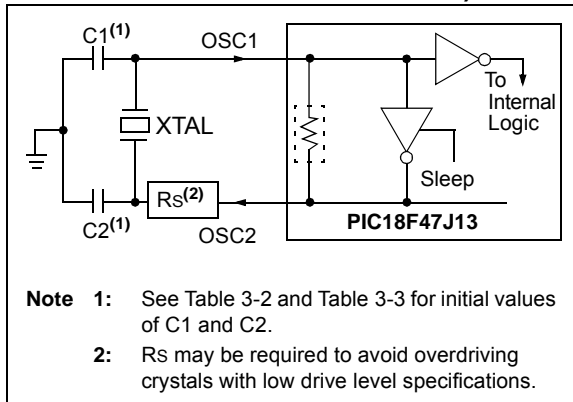 C1(1)
OSC1
To
Internal
Logic
XTAL
Sleep
RS(2)
C2(1)
OSC2
PIC18F47J13
Note 1: See Table 3-2 and Table 3-3 for initial values
of C1 and C2.
2: RS may be required to avoid overdriving
crystals with low drive level specifications.